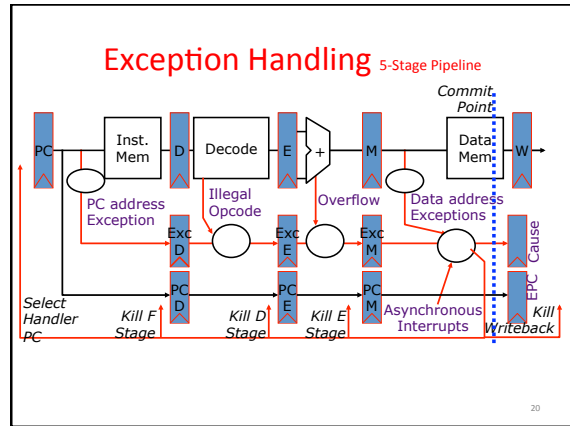 Exception Handling 5-Stage Pipeline
Commit
Point
PC
Inst.
Mem
D
Decode
E
+
M
Data
Mem
W
PC address
Exception
Illegal
Opcode
Overflow
Data address
Exceptions
Exc
D
Exc
E
Exc
M
Cause
PC
D
PC
E
PC
M
EPC
Select
Handler
PC
Kill F
Stage
Kill D
Stage
Kill E
Stage
Asynchronous
Interrupts
Kill
Writeback
20